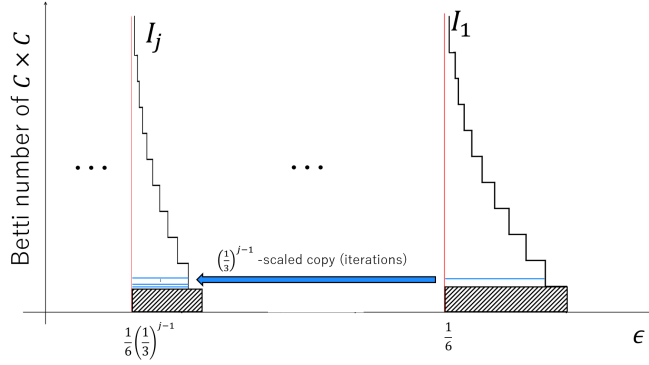 Betti number of C × C
I_j
I_1
⋯
⋯
(1/3)^{j-1} -scaled copy (iterations)
1/6(1/3)^{j-1}
1/6
ϵ